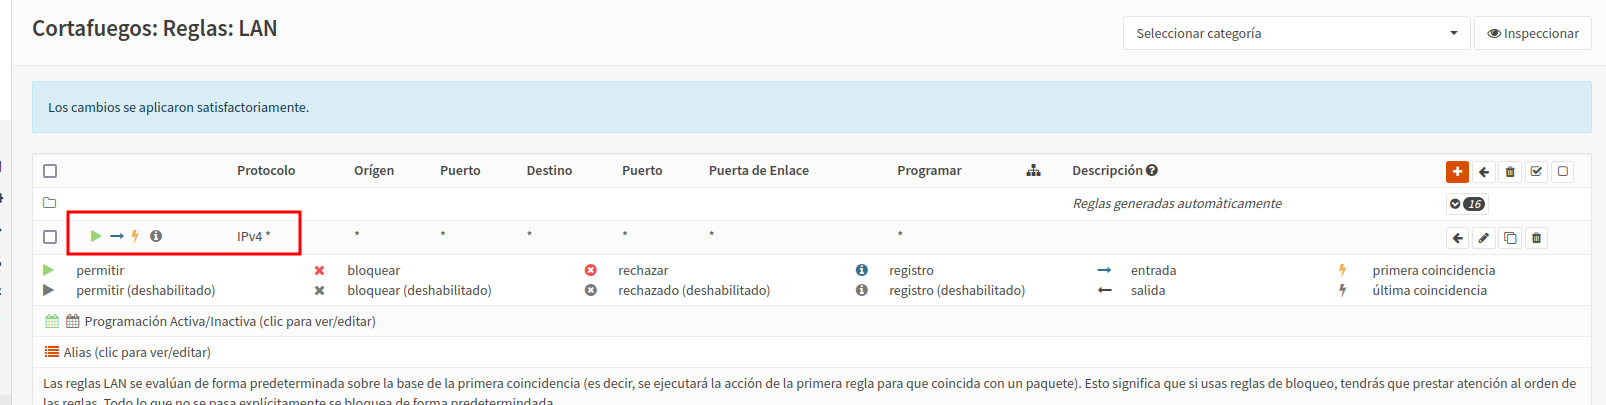 Cortafuegos: Reglas: LAN
Seleccionar categoría
Inspeccionar
Los cambios se aplicaron satisfactoriamente.
Protocolo Orígen Puerto Destino Puerto Puerta de Enlace Programar Descripción
Reglas generadas automàticamente 16
IPv4 * * * * * * *
permitir bloquear rechazar registro entrada primera coincidencia
permitir (deshabilitado) bloquear (deshabilitado) rechazado (deshabilitado) registro (deshabilitado) salida última coincidencia
Programación Activa/Inactiva (clic para ver/editar)
Alias (clic para ver/editar)
Las reglas LAN se evalúan de forma predeterminada sobre la base de la primera coincidencia (es decir, se ejecutará la acción de la primera regla para que coincida con un paquete). Esto significa que si usas reglas de bloqueo, tendrás que prestar atención al orden de
las reglas. Todo lo que no se pasa explícitamente se bloquea de forma predetermindada.